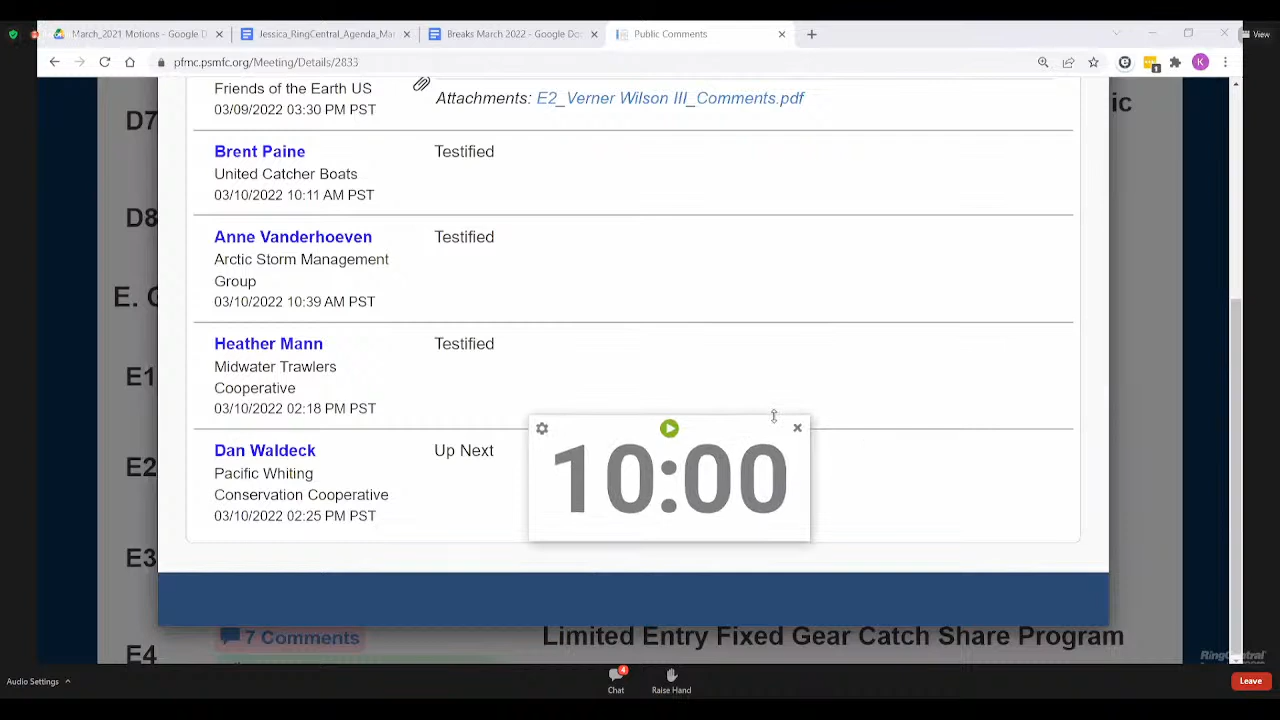 March_2021 Motions - Google D
Jessica_RingCentral_Agenda_Mar
Breaks March 2022 - Google Do
Public Comments
View
pfmc.psmfc.org/Meeting/Details/2833
K
Friends of the Earth US
03/09/2022 03:30 PM PST
Attachments: E2_Verner Wilson III_Comments.pdf
ic
D7
Brent Paine
Testified
United Catcher Boats
03/10/2022 10:11 AM PST
D8
Anne Vanderhoeven
Testified
Arctic Storm Management
Group
03/10/2022 10:39 AM PST
E. G
Heather Mann
Testified
Midwater Trawlers
Cooperative
03/10/2022 02:18 PM PST
E1
Dan Waldeck
Up Next
Pacific Whiting
Conservation Cooperative
03/10/2022 02:25 PM PST
10:00
E2
E3
7 Comments
Limited Entry Fixed Gear Catch Share Program
E4
RingCentral
Audio Settings
4
Chat
Raise Hand
Leave